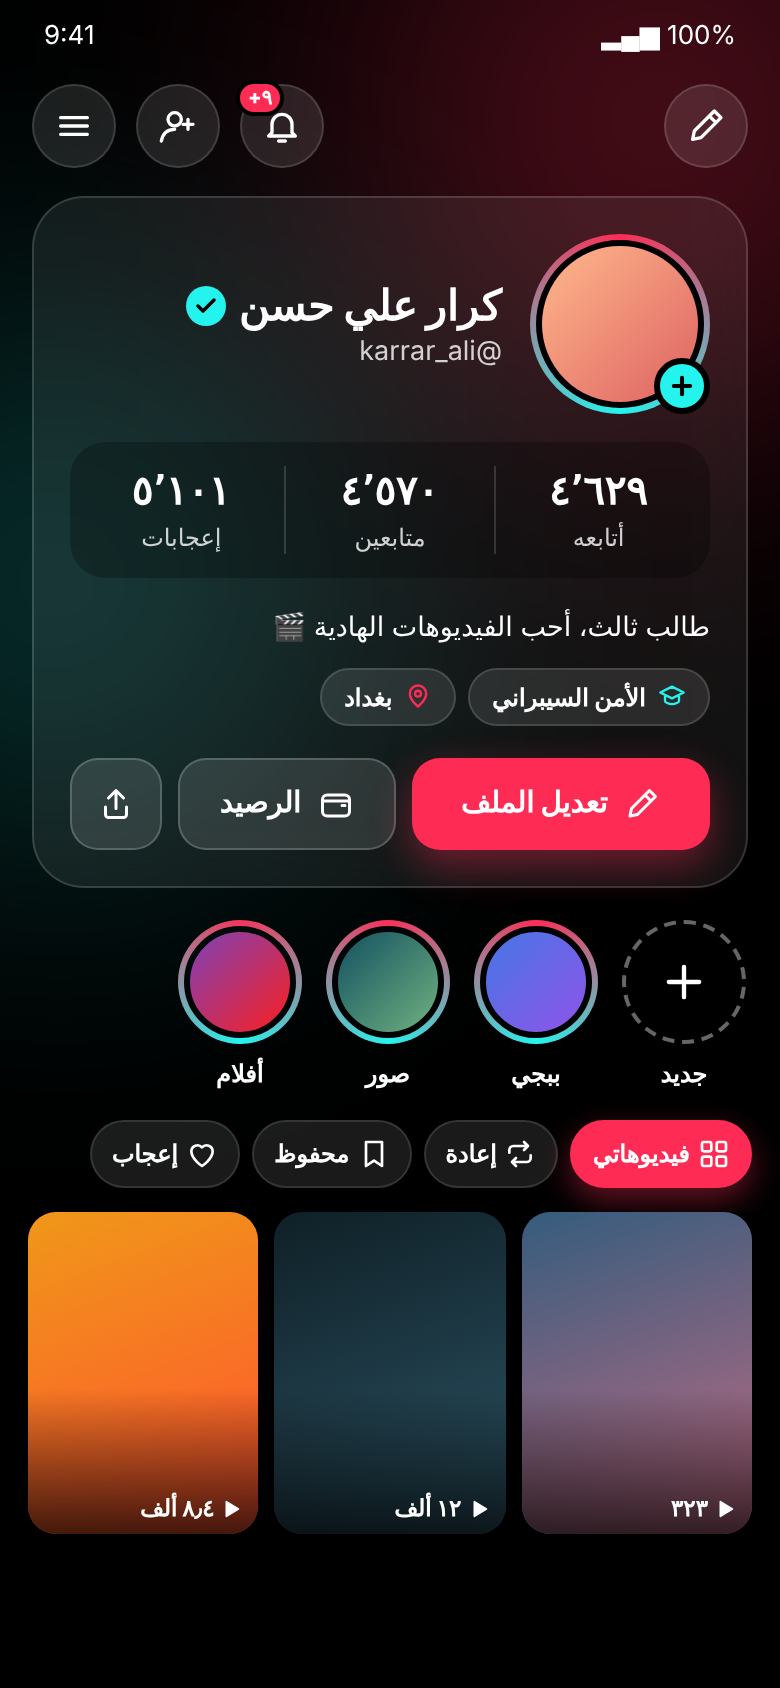 9:41
100%
+٩
كرار علي حسن
@karrar_ali
٤٬٦٢٩
٤٬٥٧٠
٥٬١٠١
أتابعه
متابعين
إعجابات
طالب ثالث، أحب الفيديوهات الهادية 🎬
الأمن السيبراني
بغداد
تعديل الملف
الرصيد
جديد
ببجي
صور
أفلام
فيديوهاتي
إعادة
محفوظ
إعجاب
٣٢٣
١٢ ألف
٨٫٤ ألف